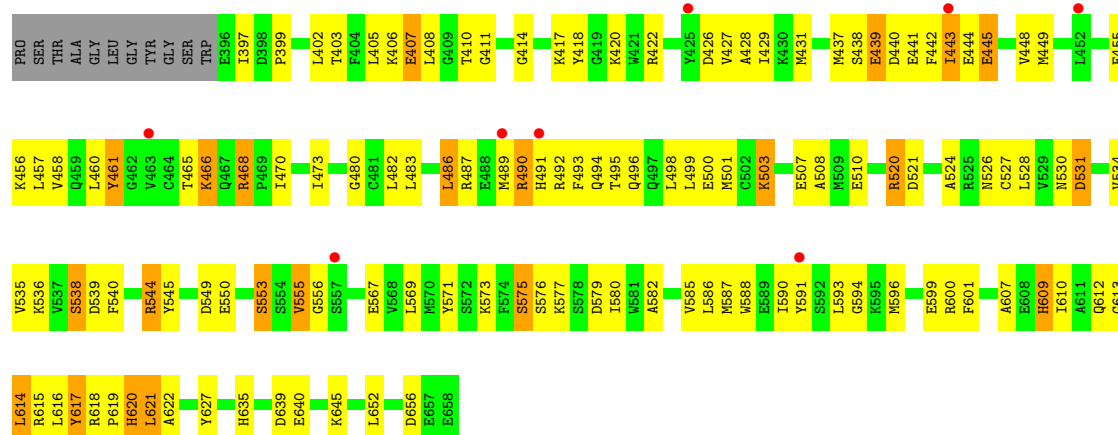 PRO SER THR ALA GLY LEU GLY TYR GLY SER TRP E396 I397 D398 P399 L402 T403 F404 L405 K406 E407 L408 G409 T410 G411 G414 K417 Y418 G419 K420 W421 R422 Y425 D426 V427 A428 I429 K430 M431 M437 S438 E439 D440 E441 F442 I443 E444 E445 V448 M449 L452
K456 L457 V458 Q459 L460 Y461 G462 V463 C464 T465 K466 Q467 R468 P469 I470 I473 G480 C481 L482 L483 L486 R487 E488 M489 R490 H491 R492 F493 Q494 T495 Q496 Q497 L498 L499 E500 M501 C502 K503 E507 A508 M509 E510 R520 D521 A524 R525 N526 C527 L528 V529 N530 D531
V535 K536 V537 S538 D539 F540 R544 Y545 D549 E550 S553 S554 V555 G556 S557 E567 V568 L569 M570 Y571 S572 K573 F574 S575 S576 K577 S578 D579 I580 W581 A582 V585 L586 M587 W588 E589 I590 Y591 S592 L593 G594 K595 M596 E599 R600 F601 A607 E608 H609 I610 A611 Q612
L614 R615 L616 Y617 R618 P619 H620 L621 A622 Y627 H635 D639 E640 K645 L652 D656 E657 E658